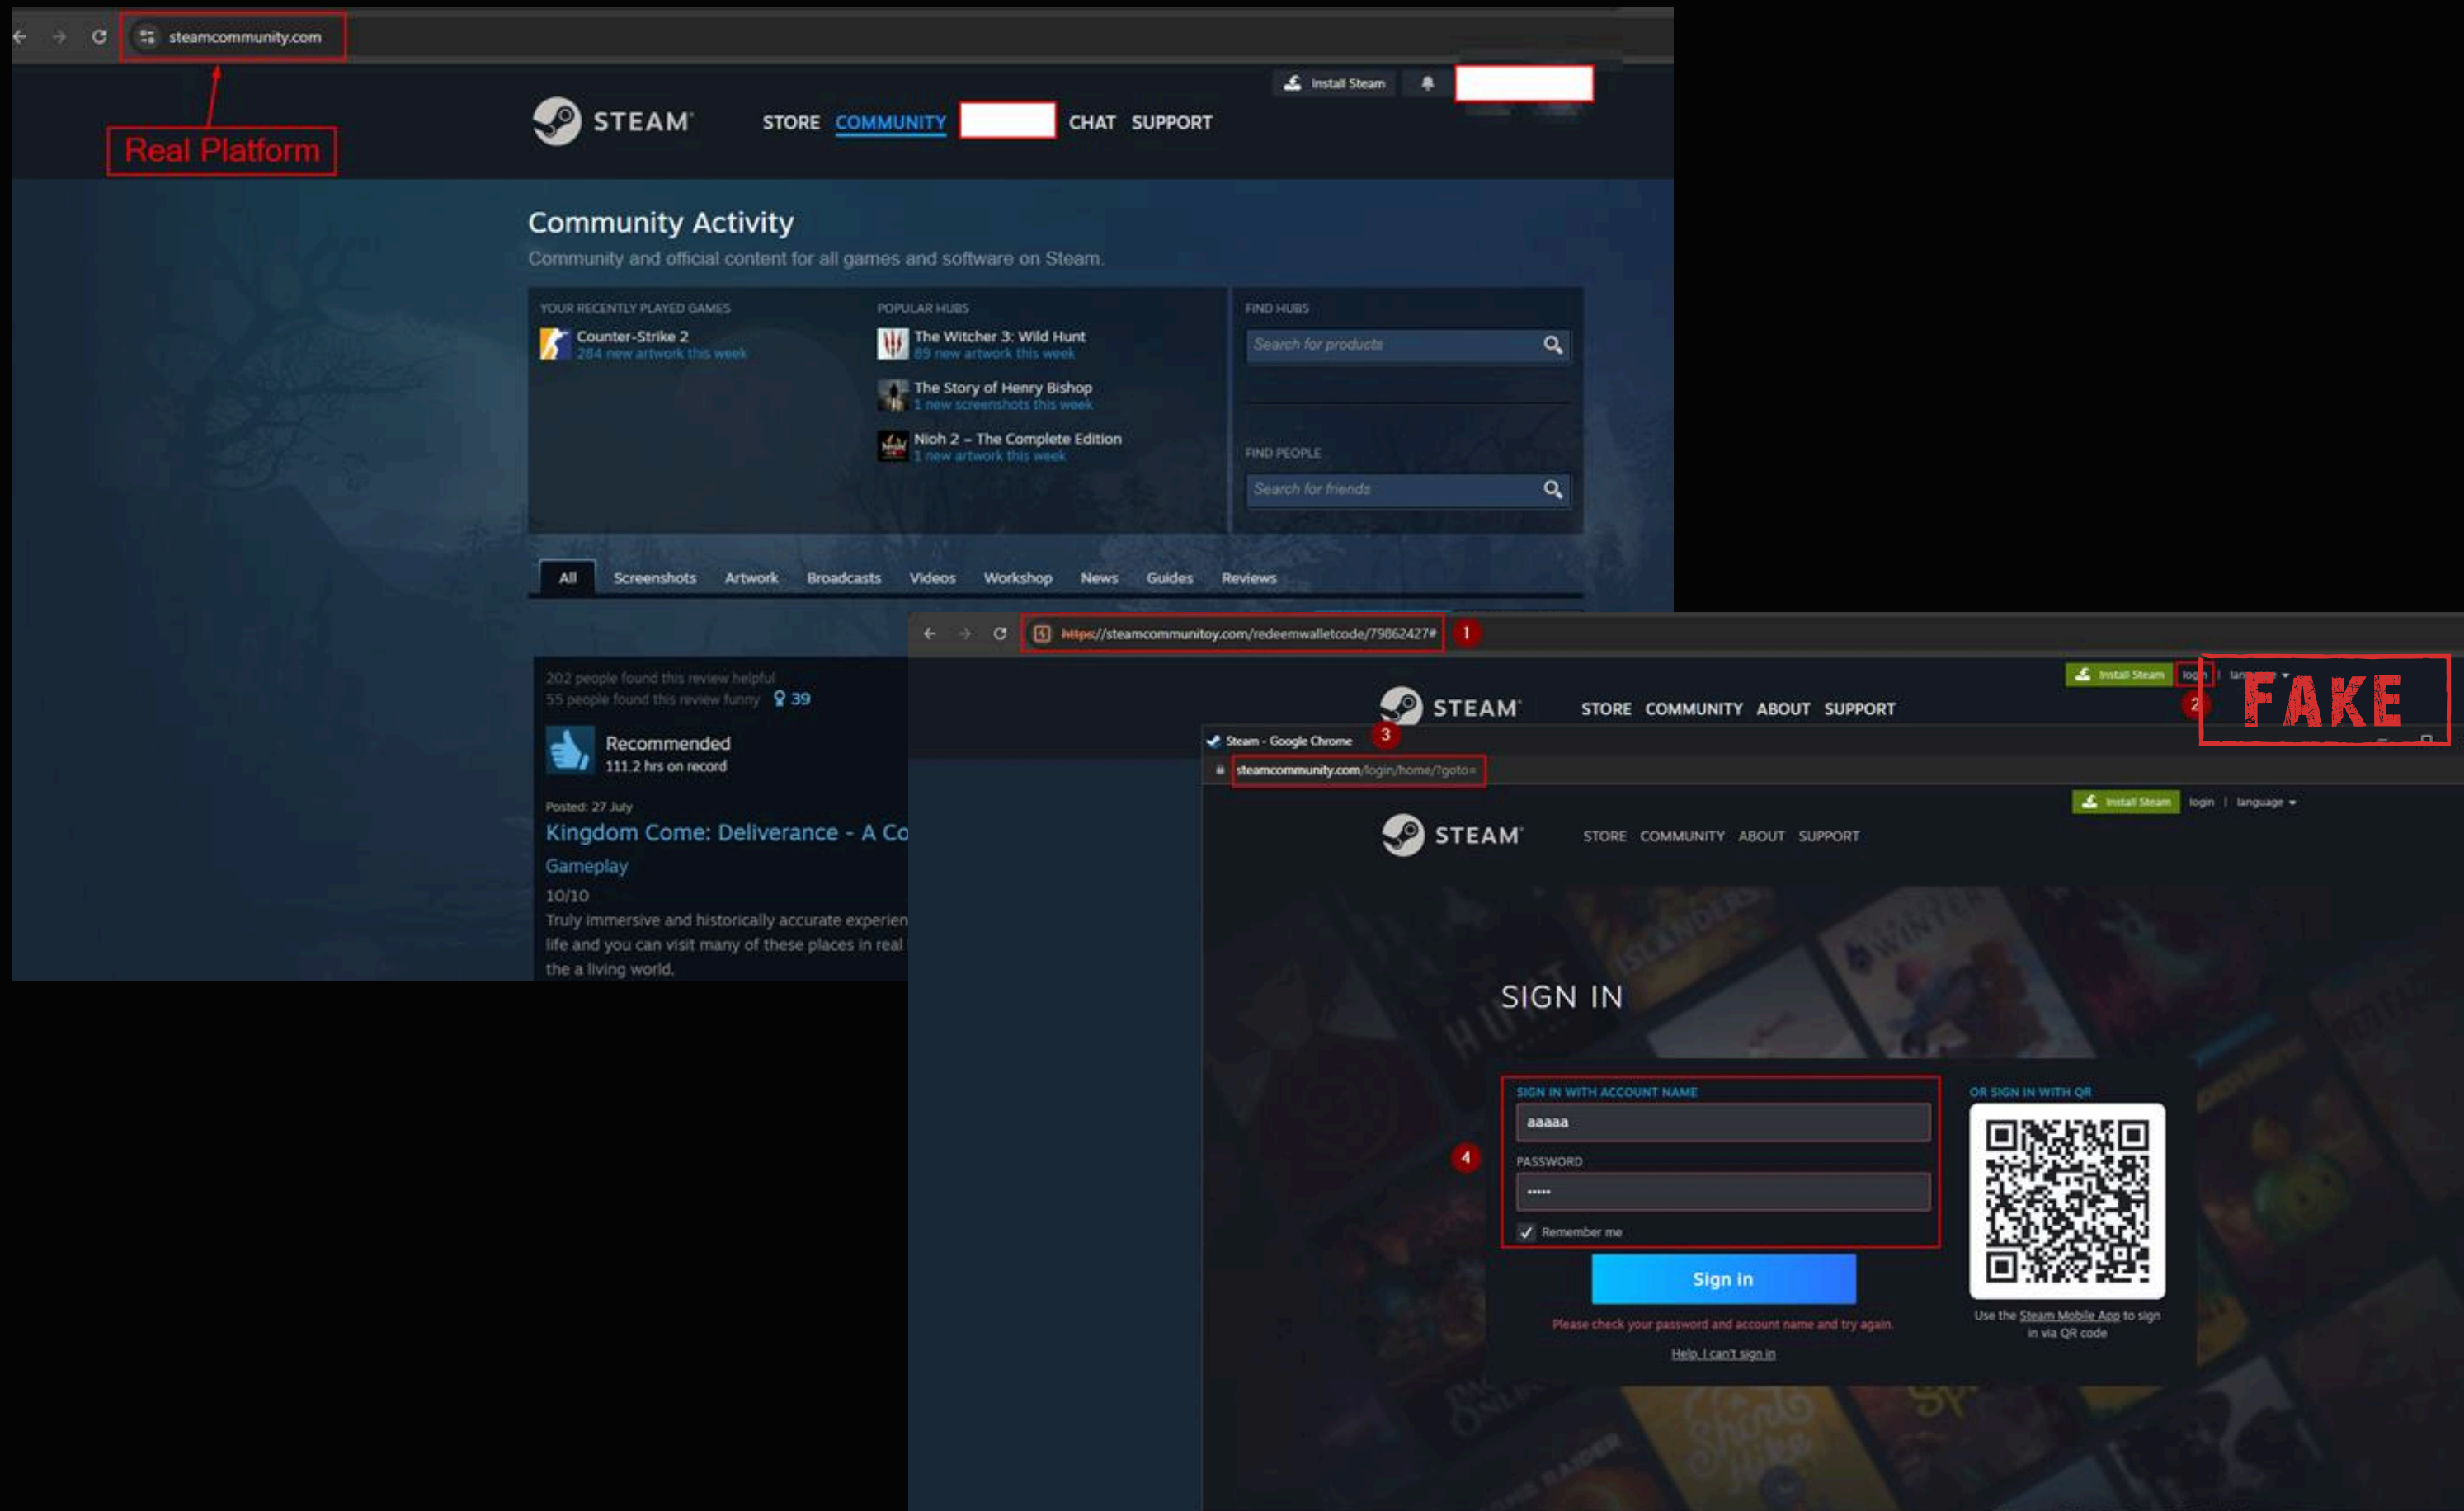 steamcommunity.com
Real Platform
Install Steam
STEAM
STORE COMMUNITY CHAT SUPPORT
Community Activity
Community and official content for all games and software on Steam.
YOUR RECENTLY PLAYED GAMES
Counter-Strike 2
284 new artwork this week
POPULAR HUBS
The Witcher 3: Wild Hunt
89 new artwork this week
The Story of Henry Bishop
1 new screenshots this week
Nioh 2 – The Complete Edition
1 new artwork this week
FIND HUBS
Search for products
FIND PEOPLE
Search for friends
All Screenshots Artwork Broadcasts Videos Workshop News Guides Reviews
202 people found this review helpful
55 people found this review funny 39
Recommended
111.2 hrs on record
Posted: 27 July
Kingdom Come: Deliverance - A Co
Gameplay
10/10
Truly immersive and historically accurate experien
life and you can visit many of these places in real
the a living world.
https://steamcommunitoy.com/redeemwalletcode/79862427# 1
Install Steam login
2
FAKE
STEAM
STORE COMMUNITY ABOUT SUPPORT
Steam - Google Chrome 3
steamcommunity.com/login/home/?goto=
Install Steam login | language
STEAM
STORE COMMUNITY ABOUT SUPPORT
ISLANDERS
WINTER
HUNT
SIGN IN
SIGN IN WITH ACCOUNT NAME
aaaaa
4
PASSWORD
Remember me
Sign in
Please check your password and account name and try again.
Help, I can't sign in
OR SIGN IN WITH QR
Use the Steam Mobile App to sign
in via QR code
A Short Hike
RAIDER